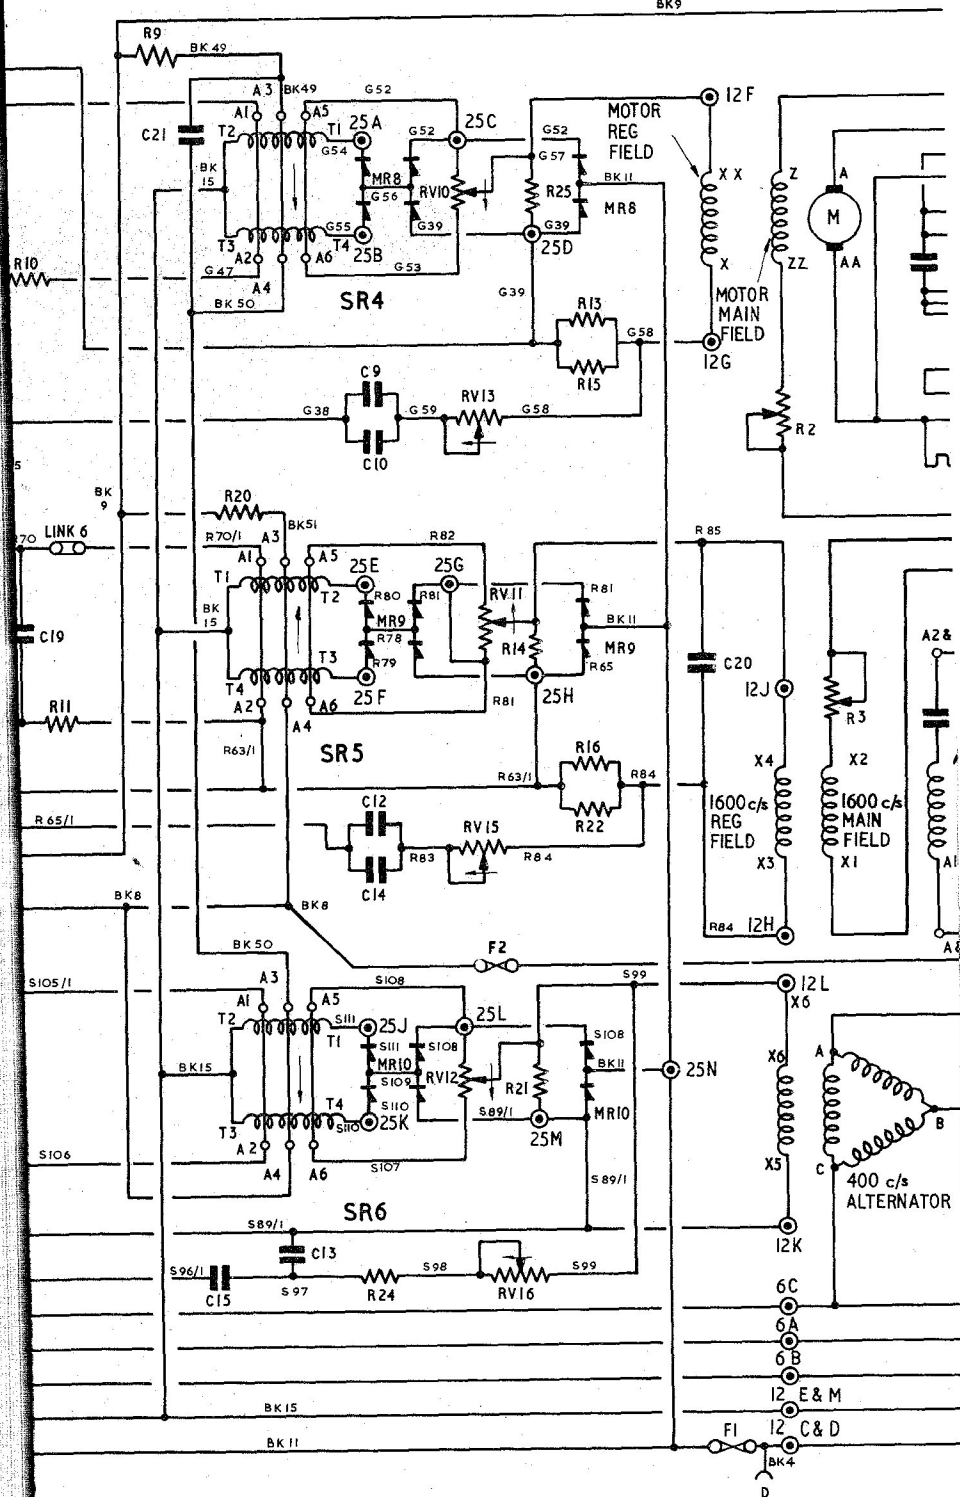 BK9
R9
BK49
A3
BK49
G52
A1
A5
C21
T2
T1
25A
G54
G52
25C
G52
12F
MOTOR
REG
FIELD
G57
BK
15
MR8
G56
RV10
R25
BK11
MR8
XX
Z
A
M
T3
G55
T4
25B
G39
G39
25D
X
ZZ
AA
R10
A2
A6
G47
A4
G53
BK50
SR4
G39
MOTOR
MAIN
FIELD
R13
G58
R15
12G
C9
RV13
G38
G59
G58
R2
C10
5
BK
9
R20
BK51
R70
LINK 6
R70/1
A3
R82
R85
A1
A5
25E
25G
T1
T2
R80
R81
RV11
R81
BK
15
MR9
BK11
C19
R78
R14
MR9
A2&
T3
R79
R65
C20
T4
25F
25H
12J
R11
A2
A6
R81
R3
A4
R63/1
SR5
R16
X4
X2
R63/1
R84
1600 c/s
REG
FIELD
1600 c/s
MAIN
FIELD
R65/1
C12
R22
RV15
R83
R84
X3
X1
A1
C14
BK8
BK8
R84
12H
BK50
F2
A&
S105/1
A3
S108
S99
12L
A1
A5
X6
T2
S111
25J
25L
T1
S111
S108
S108
X6
A
BK15
MR10
RV12
R21
BK11
25N
S109
T4
S110
S89/1
MR10
B
T3
S110
25K
25M
S106
A2
A4
A6
S107
X5
C
S89/1
400 c/s
ALTERNATOR
SR6
S89/1
12K
C13
S96/1
S98
S99
C15
S97
R24
RV16
6C
6A
6B
12 E&M
BK15
12 C&D
F1
BK11
BK4
D